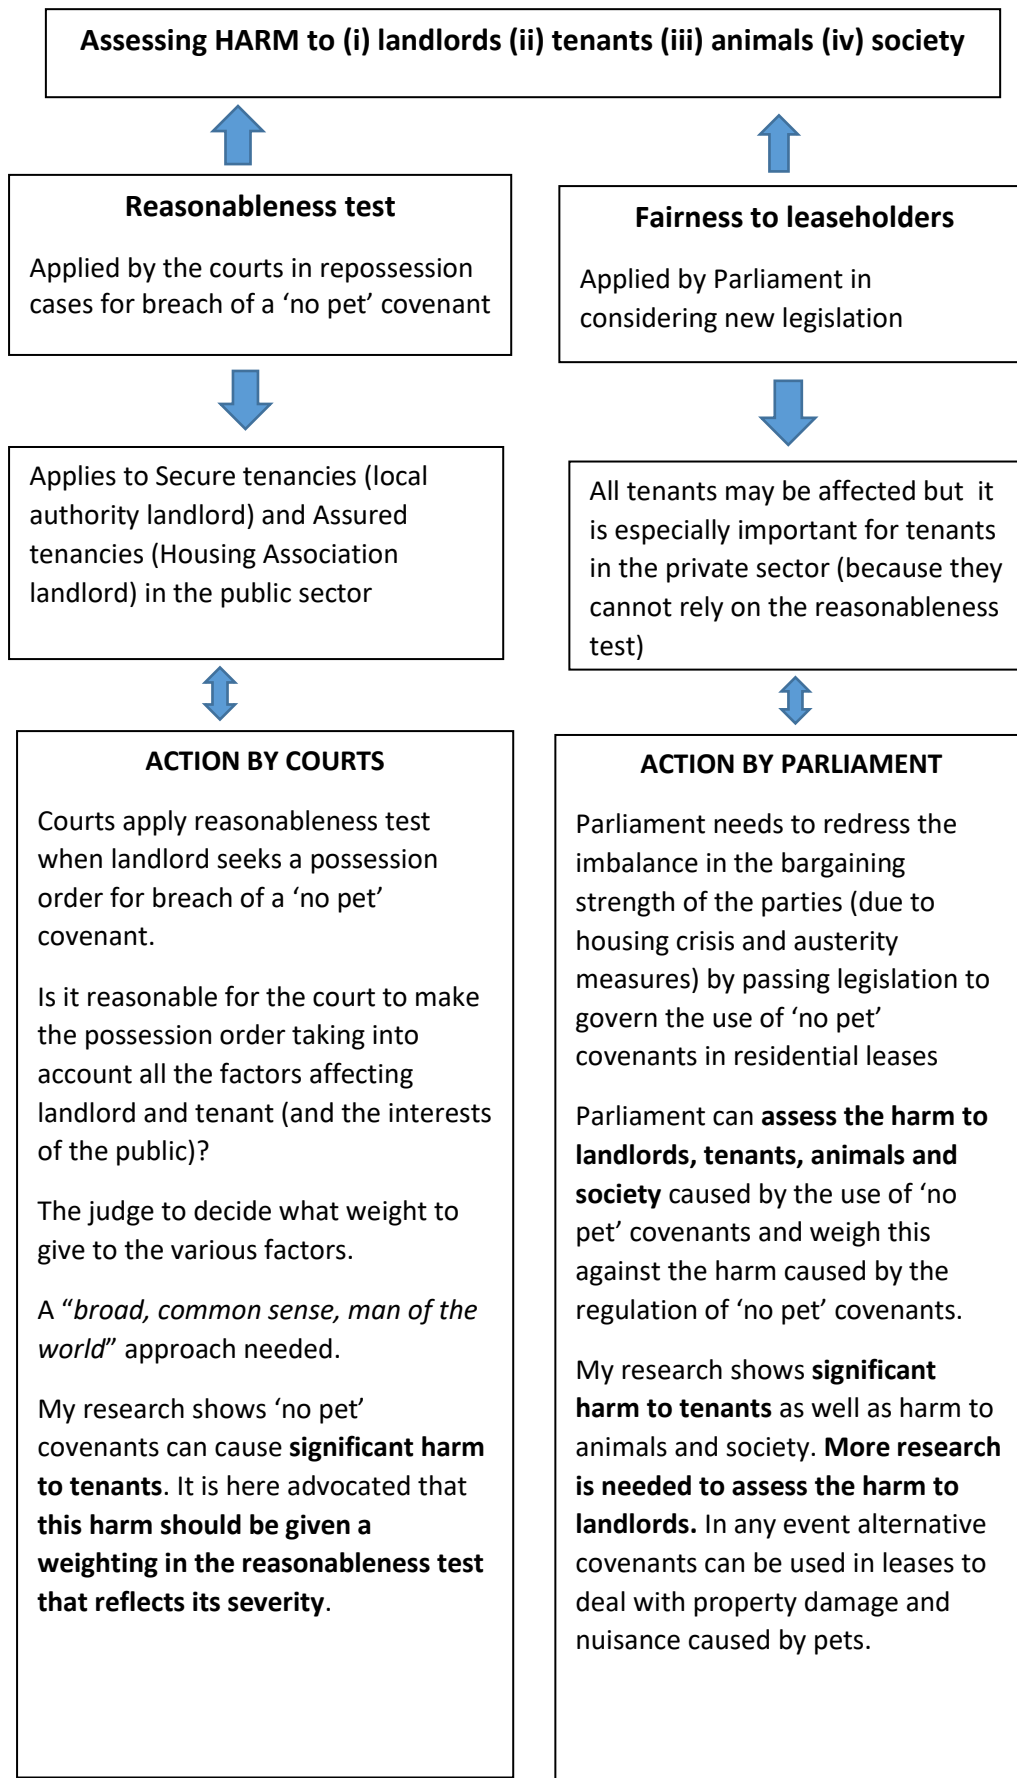 Assessing HARM to (i) landlords (ii) tenants (iii) animals (iv) society
Reasonableness test
Applied by the courts in repossession
cases for breach of a ‘no pet’ covenant
Fairness to leaseholders
Applied by Parliament in
considering new legislation
Applies to Secure tenancies (local
authority landlord) and Assured
tenancies (Housing Association
landlord) in the public sector
All tenants may be affected but  it
is especially important for tenants
in the private sector (because they
cannot rely on the reasonableness
test)
ACTION BY COURTS
Courts apply reasonableness test
when landlord seeks a possession
order for breach of a ‘no pet’
covenant.
Is it reasonable for the court to make
the possession order taking into
account all the factors affecting
landlord and tenant (and the interests
of the public)?
The judge to decide what weight to
give to the various factors.
A “broad, common sense, man of the
world” approach needed.
My research shows ‘no pet’
covenants can cause significant harm
to tenants. It is here advocated that
this harm should be given a
weighting in the reasonableness test
that reflects its severity.
ACTION BY PARLIAMENT
Parliament needs to redress the
imbalance in the bargaining
strength of the parties (due to
housing crisis and austerity
measures) by passing legislation to
govern the use of ‘no pet’
covenants in residential leases
Parliament can assess the harm to
landlords, tenants, animals and
society caused by the use of ‘no
pet’ covenants and weigh this
against the harm caused by the
regulation of ‘no pet’ covenants.
My research shows significant
harm to tenants as well as harm to
animals and society. More research
is needed to assess the harm to
landlords. In any event alternative
covenants can be used in leases to
deal with property damage and
nuisance caused by pets.